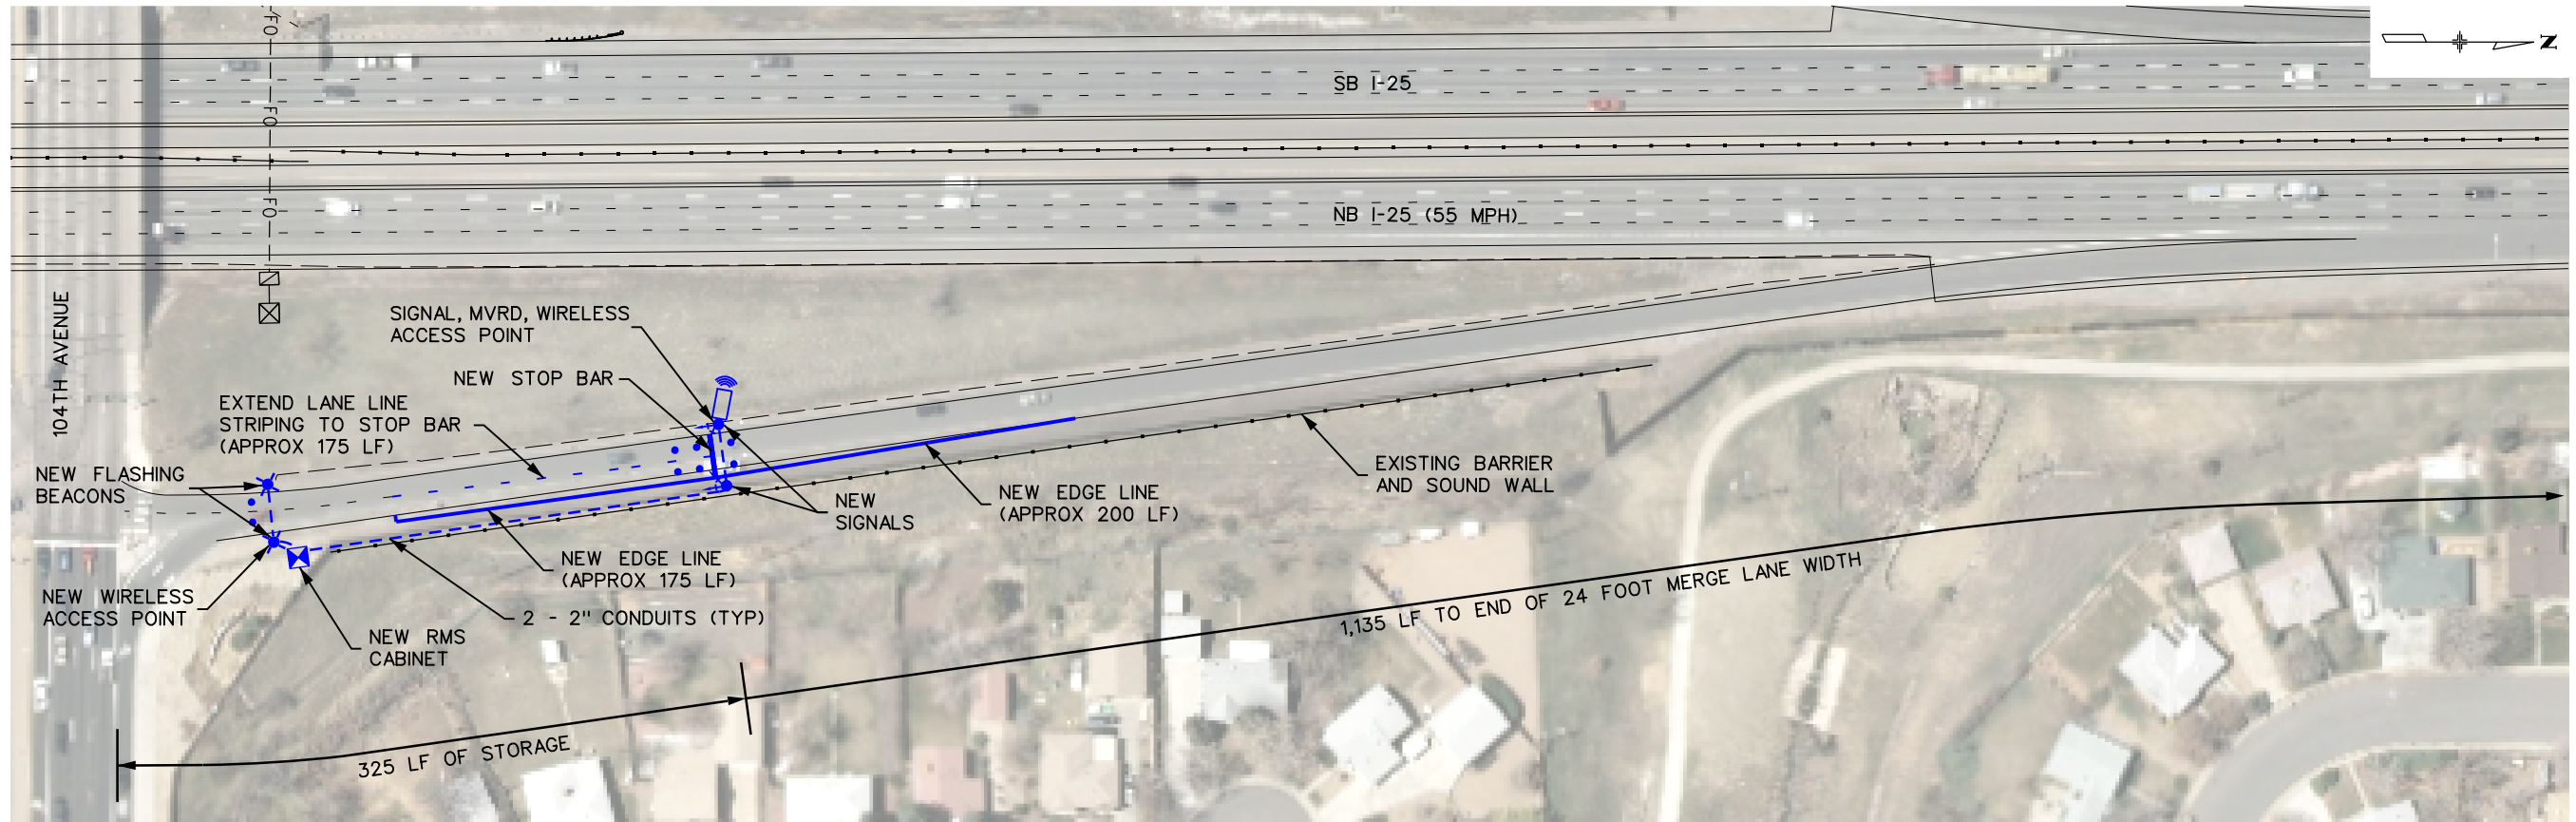 FO
N
SB I-25
FO
FO
NB I-25 (55 MPH)
104TH AVENUE
SIGNAL, MVRD, WIRELESS
ACCESS POINT
NEW STOP BAR
EXTEND LANE LINE
STRIPING TO STOP BAR
(APPROX 175 LF)
NEW FLASHING
BEACONS
EXISTING BARRIER
AND SOUND WALL
NEW EDGE LINE
(APPROX 200 LF)
NEW
SIGNALS
NEW EDGE LINE
(APPROX 175 LF)
NEW WIRELESS
ACCESS POINT
2 - 2" CONDUITS (TYP)
NEW RMS
CABINET
1,135 LF TO END OF 24 FOOT MERGE LANE WIDTH
325 LF OF STORAGE